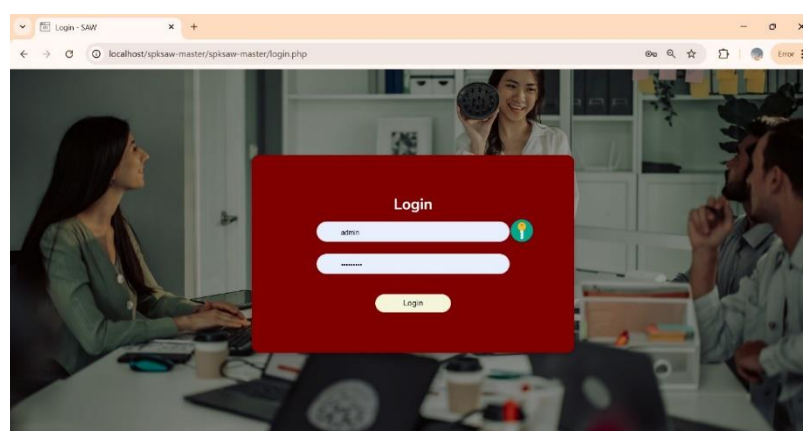 Login - SAW
localhost/spksaw-master/spksaw-master/login.php
Error
Login
admin
Login